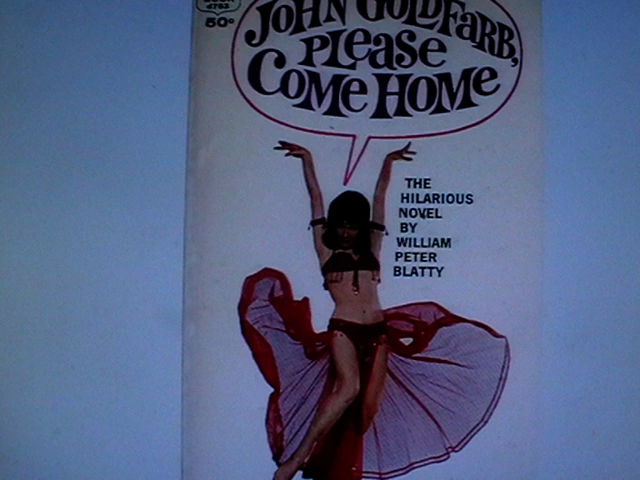 50¢
JOHN GOLDFARB,
PLEASE
COME HOME
THE
HILARIOUS
NOVEL
BY
WILLIAM
PETER
BLATTY